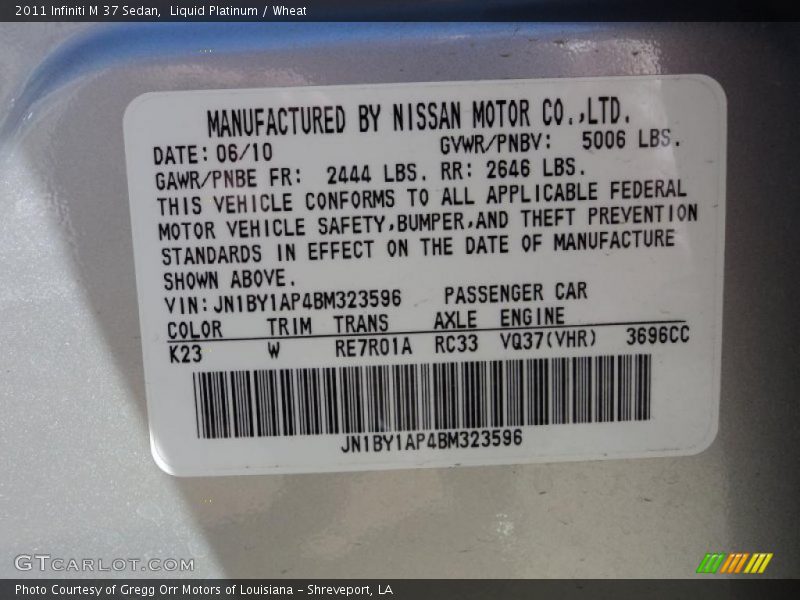 2011 Infiniti M 37 Sedan,  Liquid Platinum / Wheat
MANUFACTURED BY NISSAN MOTOR CO.,LTD.
DATE: 06/10 GVWR/PNBV: 5006 LBS.
GAWR/PNBE FR: 2444 LBS. RR: 2646 LBS.
THIS VEHICLE CONFORMS TO ALL APPLICABLE FEDERAL
MOTOR VEHICLE SAFETY,BUMPER,AND THEFT PREVENTION
STANDARDS IN EFFECT ON THE DATE OF MANUFACTURE
SHOWN ABOVE.
VIN: JN1BY1AP4BM323596 PASSENGER CAR
COLOR TRIM TRANS AXLE ENGINE
K23 W RE7R01A RC33 VQ37(VHR) 3696CC
JN1BY1AP4BM323596
GTCARLOT.COM
Photo Courtesy of Gregg Orr Motors of Louisiana – Shreveport, LA